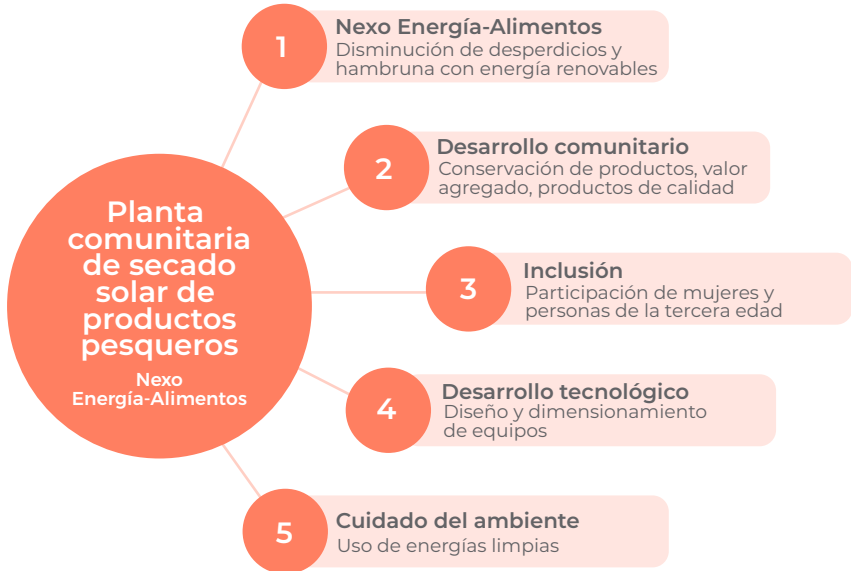 Planta
comunitaria
de secado
solar de
productos
pesqueros
Nexo
Energía-Alimentos
1
Nexo Energía-Alimentos
Disminución de desperdicios y
hambruna con energía renovables
2
Desarrollo comunitario
Conservación de productos, valor
agregado, productos de calidad
3
Inclusión
Participación de mujeres y
personas de la tercera edad
4
Desarrollo tecnológico
Diseño y dimensionamiento
de equipos
5
Cuidado del ambiente
Uso de energías limpias